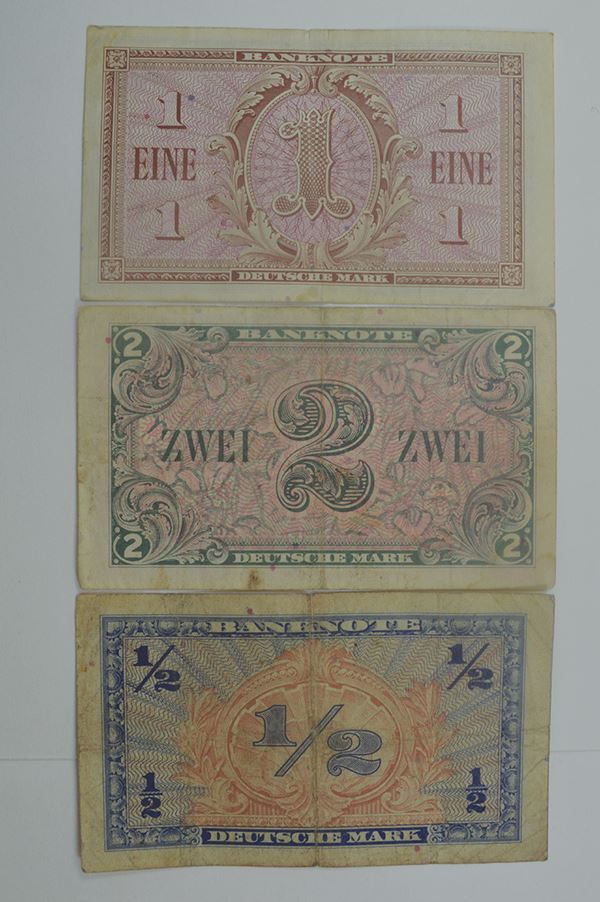 BANKNOTE
1 1
EINE 1 EINE
1 1
DEUTSCHE MARK
BANKNOTE
2 2
ZWEI 2 ZWEI
2 2
DEUTSCHE MARK
BANKNOTE
1/2 1/2
1/2
1/2 1/2
DEUTSCHE MARK